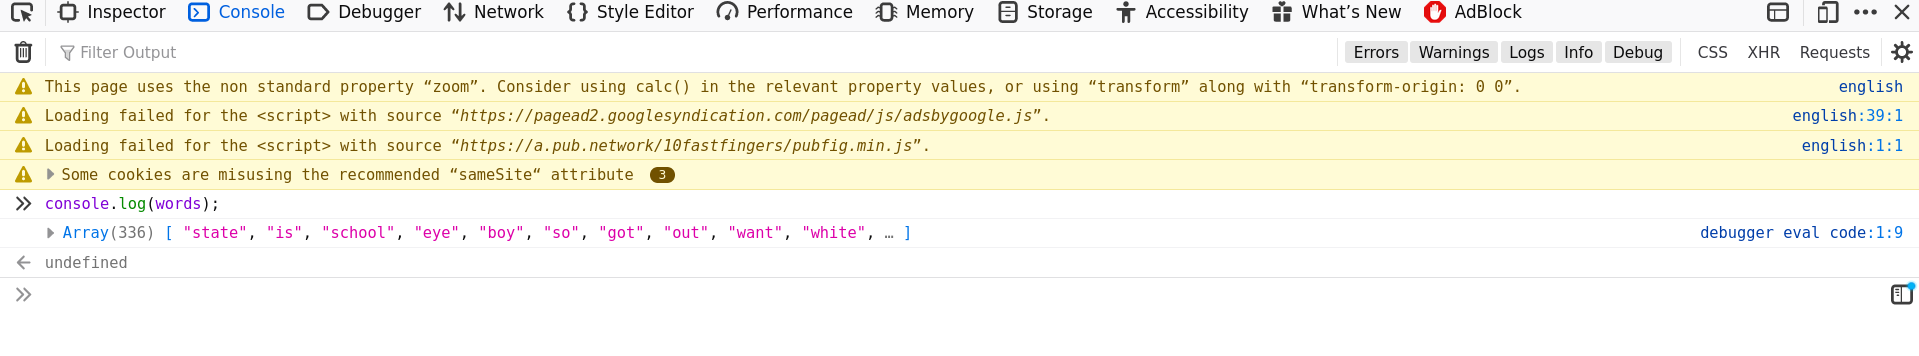 Inspector Console Debugger Network Style Editor Performance Memory Storage Accessibility What’s New AdBlock
Filter Output Errors Warnings Logs Info Debug CSS XHR Requests
This page uses the non standard property “zoom”. Consider using calc() in the relevant property values, or using “transform” along with “transform-origin: 0 0”. english
Loading failed for the <script> with source “https://pagead2.googlesyndication.com/pagead/js/adsbygoogle.js”. english:39:1
Loading failed for the <script> with source “https://a.pub.network/10fastfingers/pubfig.min.js”. english:1:1
Some cookies are misusing the recommended “sameSite“ attribute 3
console.log(words);
Array(336) [ "state", "is", "school", "eye", "boy", "so", "got", "out", "want", "white", … ] debugger eval code:1:9
undefined